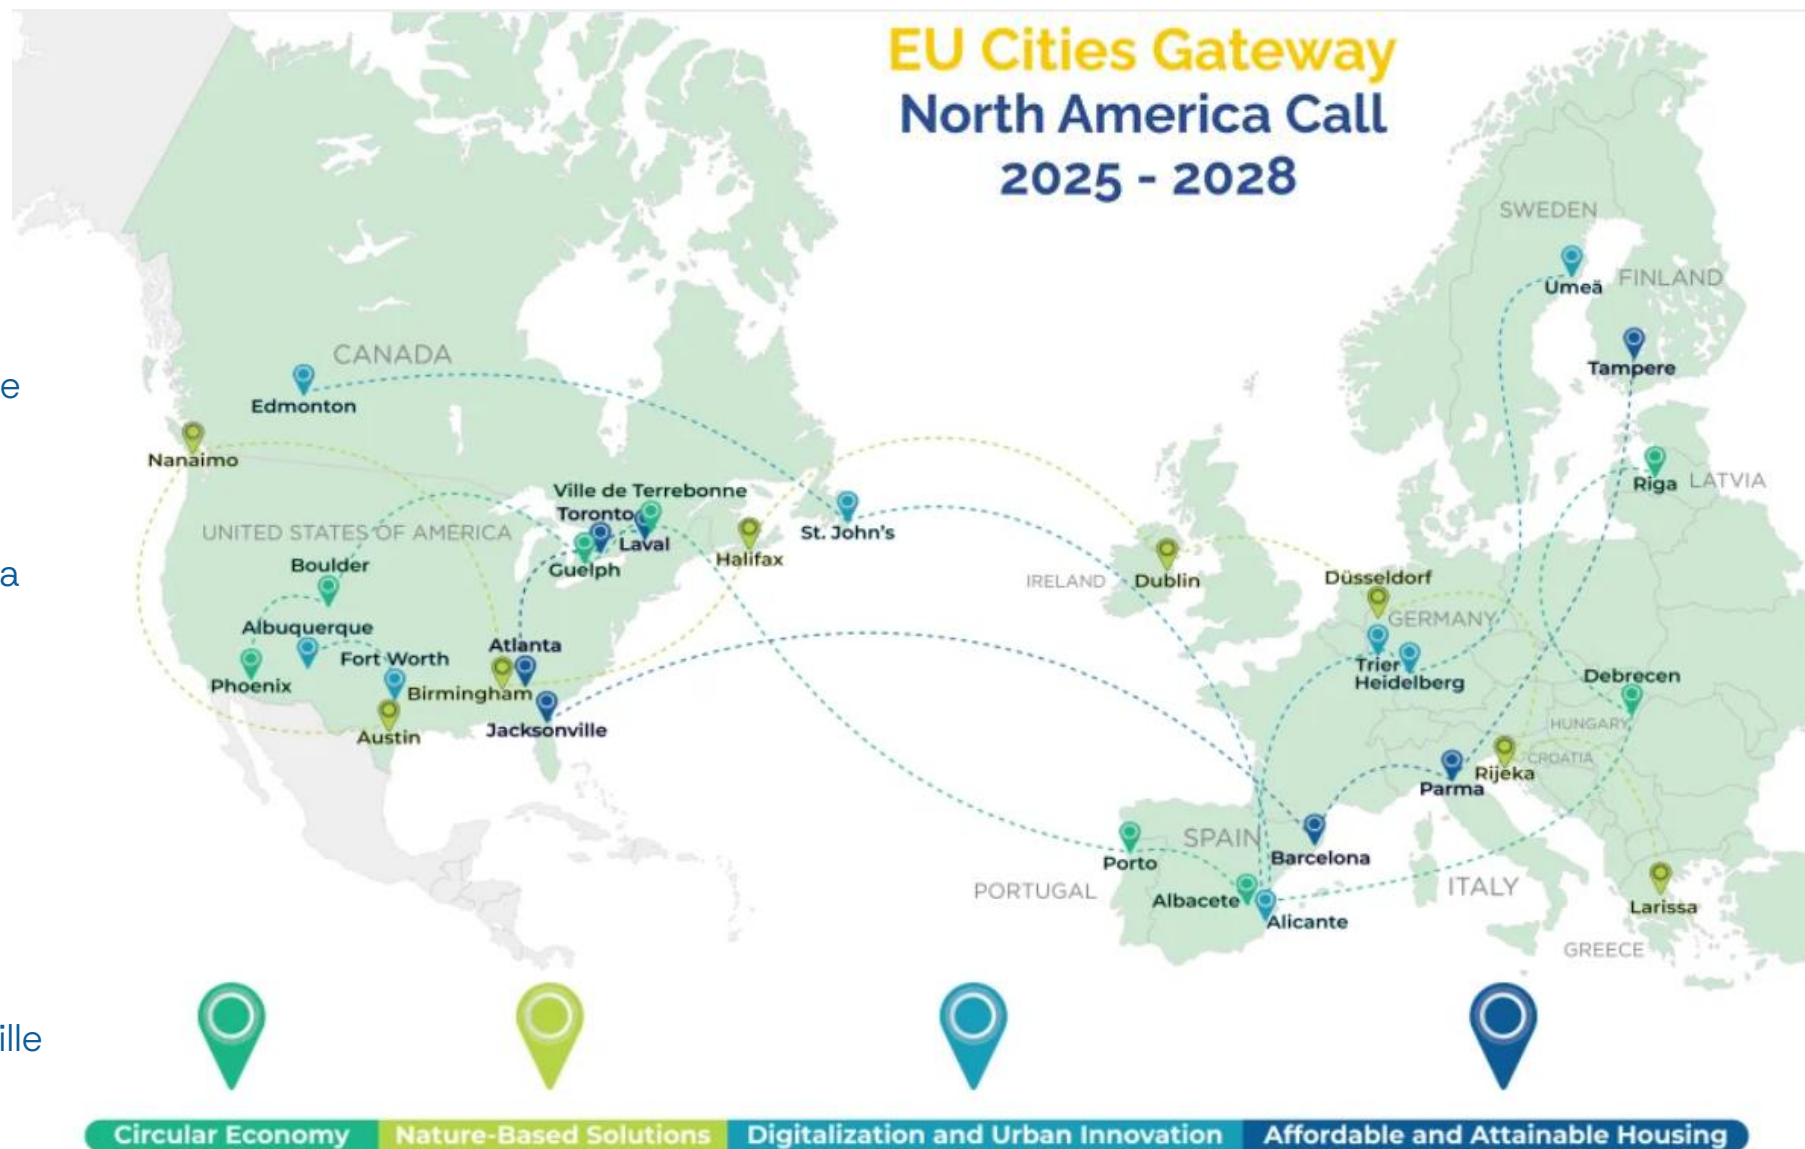 EU Cities Gateway
North America Call
2025 - 2028
SWEDEN
Umeå
FINLAND
Tampere
CANADA
e
Edmonton
Nanaimo
Riga
LATVIA
Ville de Terrebonne
Toronto
Laval
UNITED STATES OF AMERICA
St. John's
Halifax
Guelph
Boulder
a
IRELAND
Dublin
Düsseldorf
GERMANY
Albuquerque
Atlanta
Fort Worth
Trier
Heidelberg
Debrecen
Phoenix
Birmingham
Jacksonville
Austin
HUNGARY
CROATIA
Rijeka
Parma
SPAIN
Porto
Barcelona
PORTUGAL
Albacete
ITALY
Alicante
Larissa
GREECE
ille
Circular Economy
Nature-Based Solutions
Digitalization and Urban Innovation
Affordable and Attainable Housing